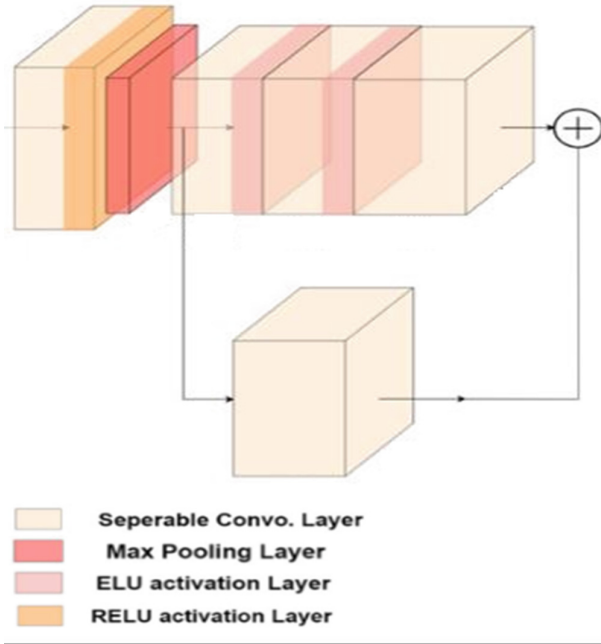 Seperable Convo. Layer
Max Pooling Layer
ELU activation Layer
RELU activation Layer